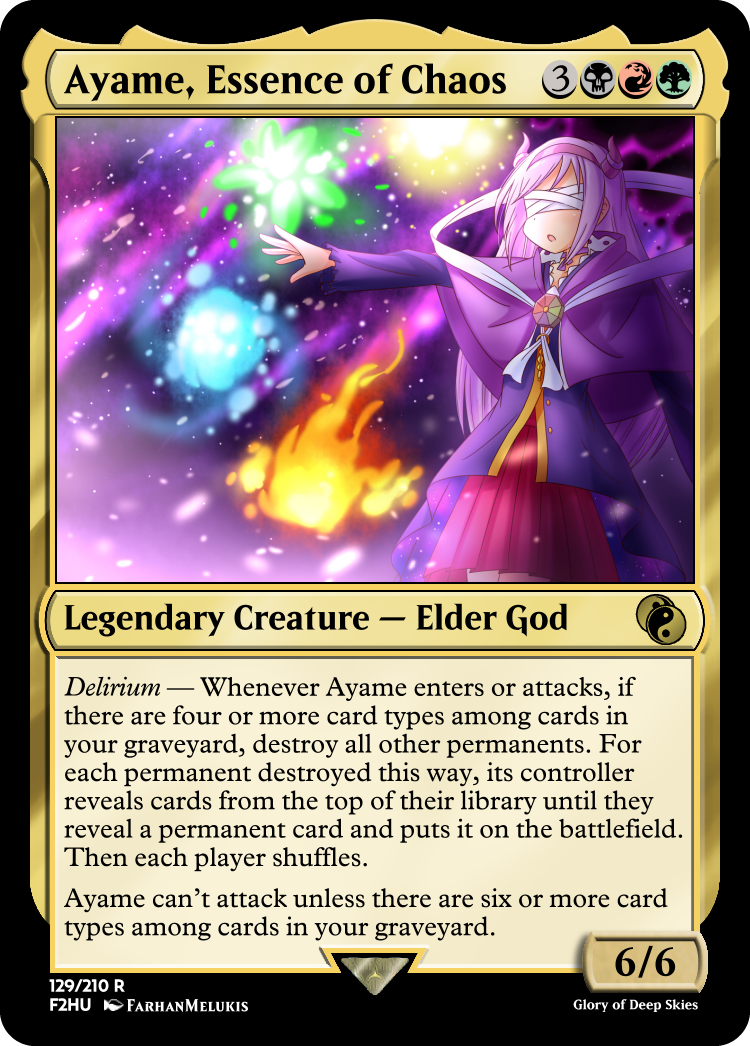 Ayame, Essence of Chaos 3
Legendary Creature — Elder God
Delirium — Whenever Ayame enters or attacks, if
there are four or more card types among cards in
your graveyard, destroy all other permanents. For
each permanent destroyed this way, its controller
reveals cards from the top of their library until they
reveal a permanent card and puts it on the battlefield.
Then each player shuffles.
Ayame can't attack unless there are six or more card
types among cards in your graveyard.
6/6
129/210 R
F2HU FarhanMelukis
Glory of Deep Skies